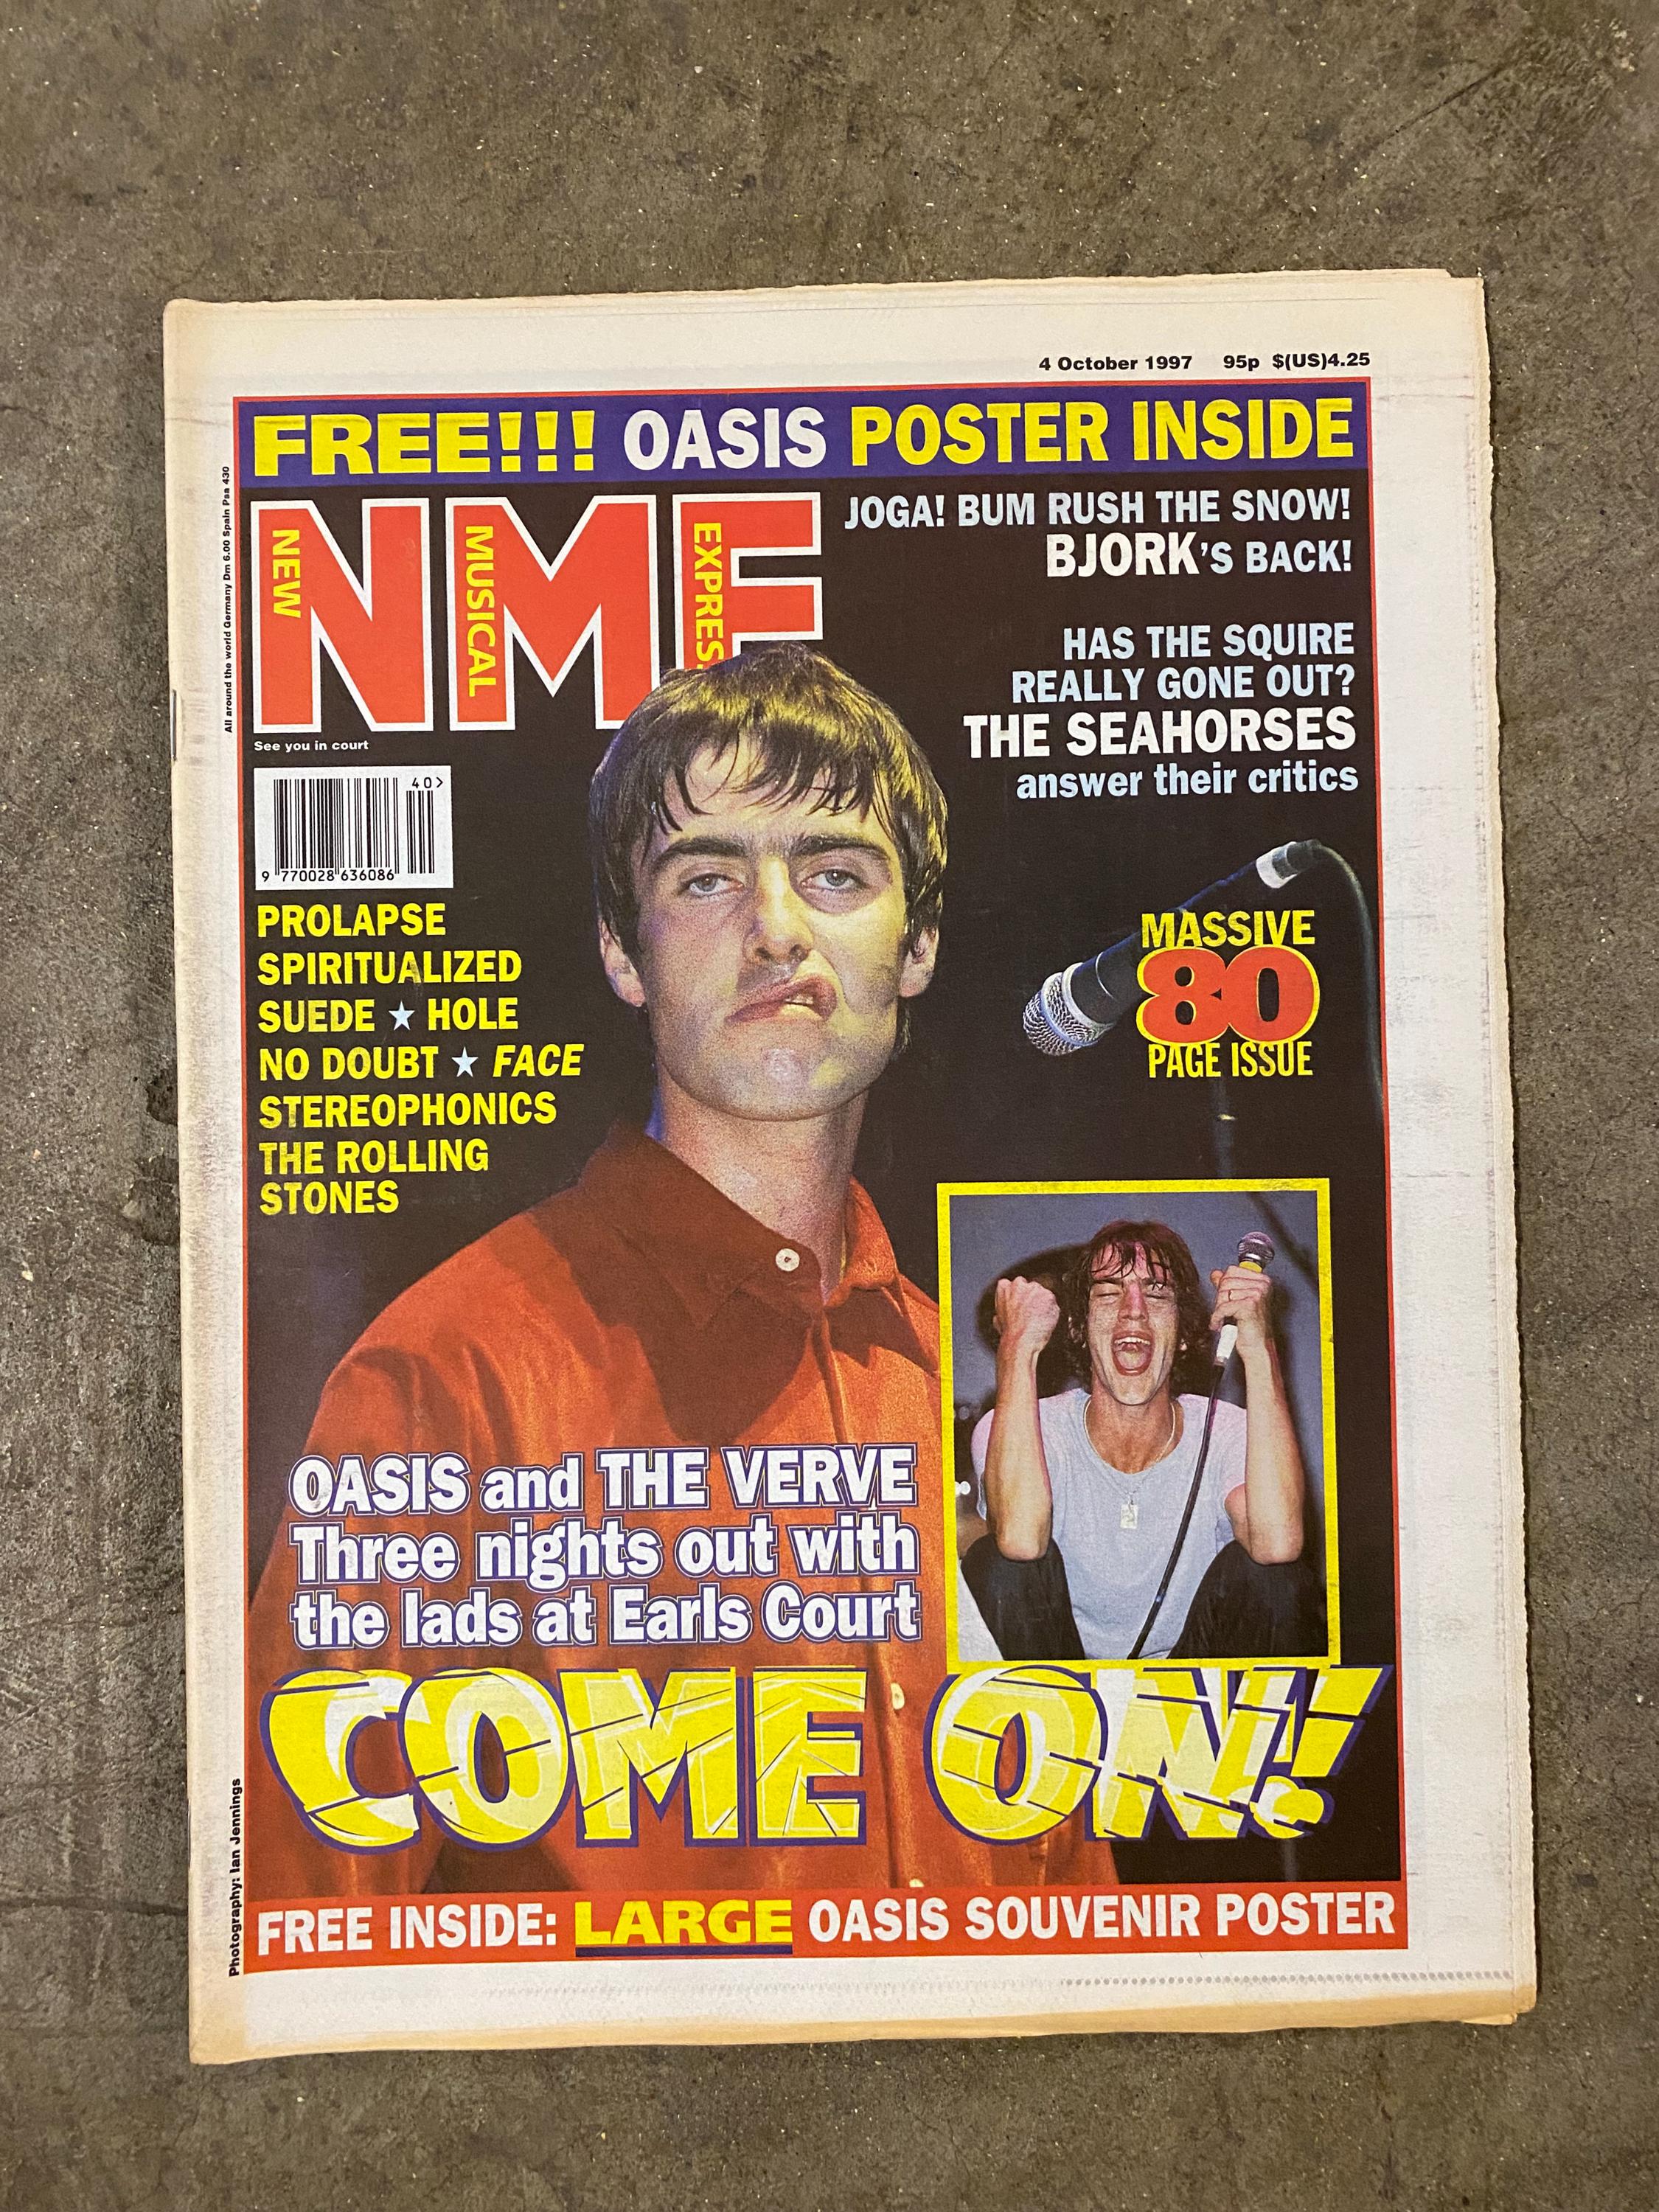 4 October 1997 95p $(US)4.25
FREE!!! OASIS POSTER INSIDE
All around the world Germany Dm 6.00 Spain Psa 430
NME
NEW
MUSICAL
EXPRES
See you in court
JOGA! BUM RUSH THE SNOW!
BJORK'S BACK!
HAS THE SQUIRE
REALLY GONE OUT?
THE SEAHORSES
answer their critics
40>
9 770028 636086
PROLAPSE
SPIRITUALIZED
SUEDE ★ HOLE
NO DOUBT ★ FACE
STEREOPHONICS
THE ROLLING
STONES
MASSIVE
80
PAGE ISSUE
OASIS and THE VERVE
Three nights out with
the lads at Earls Court
COME ON!!
Photography: Ian Jennings
FREE INSIDE: LARGE OASIS SOUVENIR POSTER